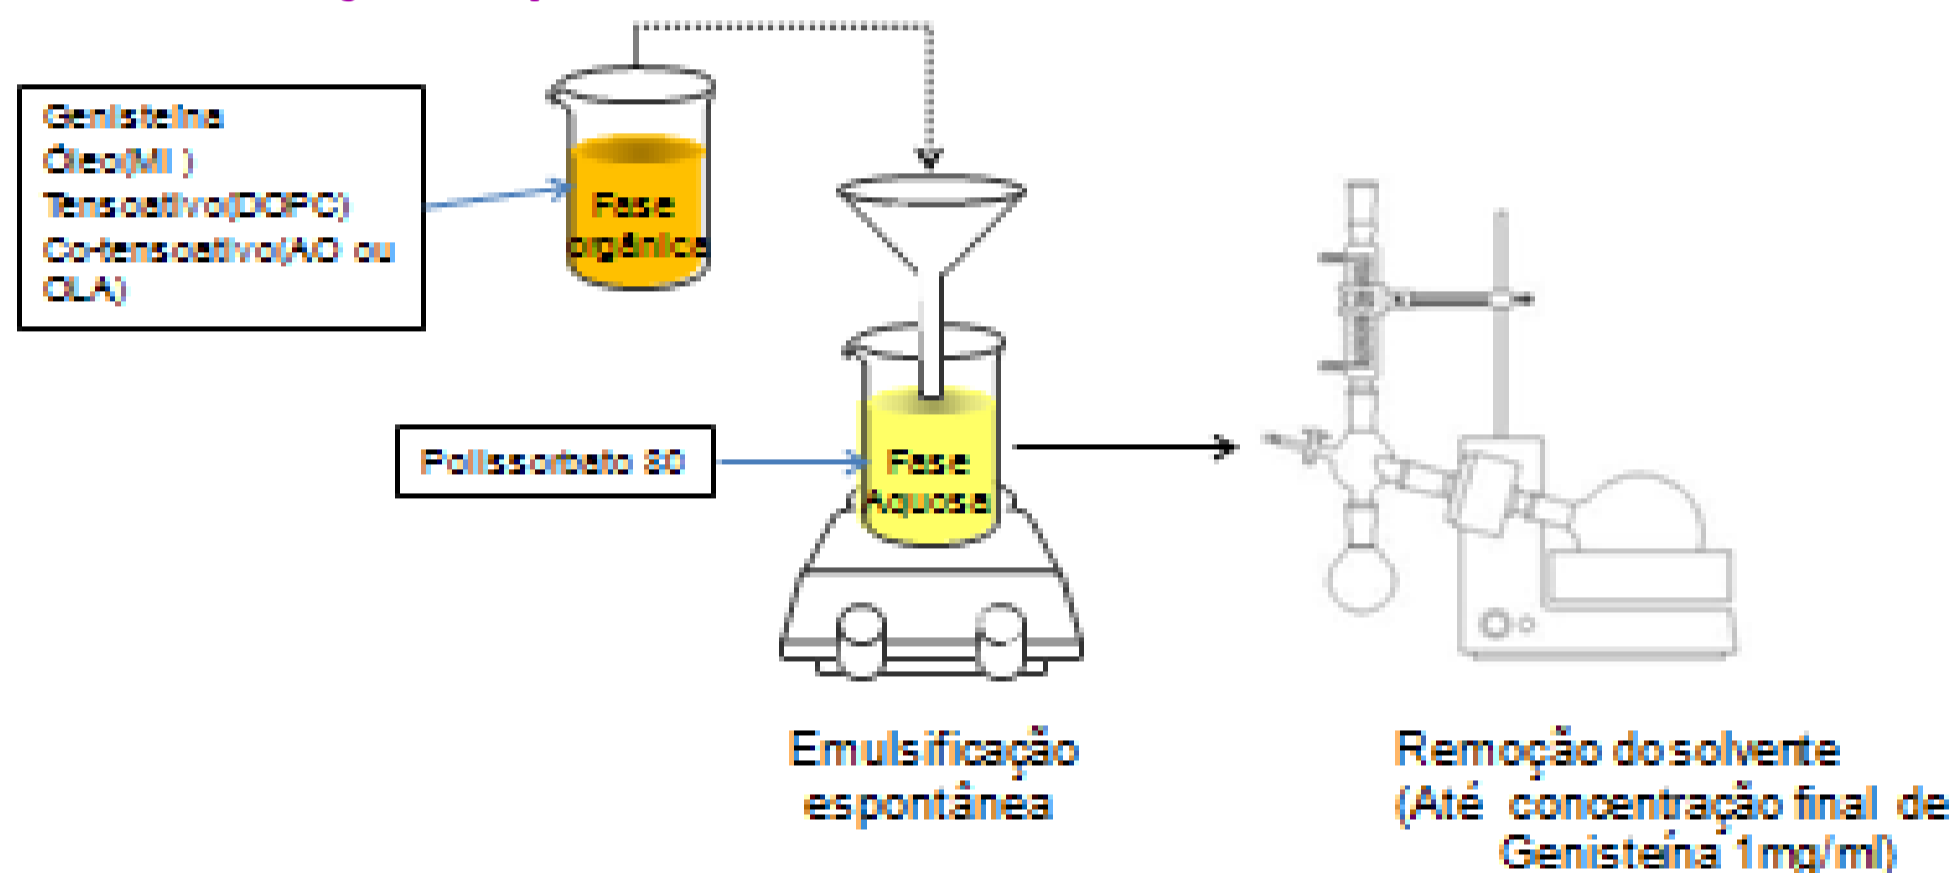 Genisteína
Óleo(MII)
Tensoativo(DOPC)
Co-tensoativo(AO ou
OLA)
Fase
orgânica
Polissorbato 80
Fase
Aquosa
Emulsificação
espontânea
Remoção do solvente
(Até concentração final de
Genisteína 1mg/ml)